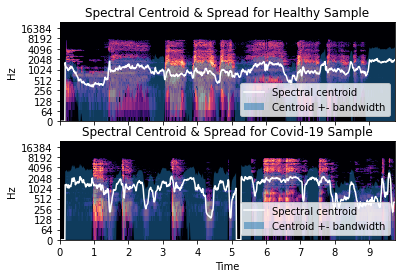 Spectral Centroid & Spread for Healthy Sample
16384
8192
4096
2048
1024
512
256
128
64
0
Hz
Spectral centroid
Centroid +- bandwidth
Spectral Centroid & Spread for Covid-19 Sample
16384
8192
4096
2048
1024
512
256
128
64
0
Hz
Spectral centroid
Centroid +- bandwidth
0 1 2 3 4 5 6 7 8 9
Time